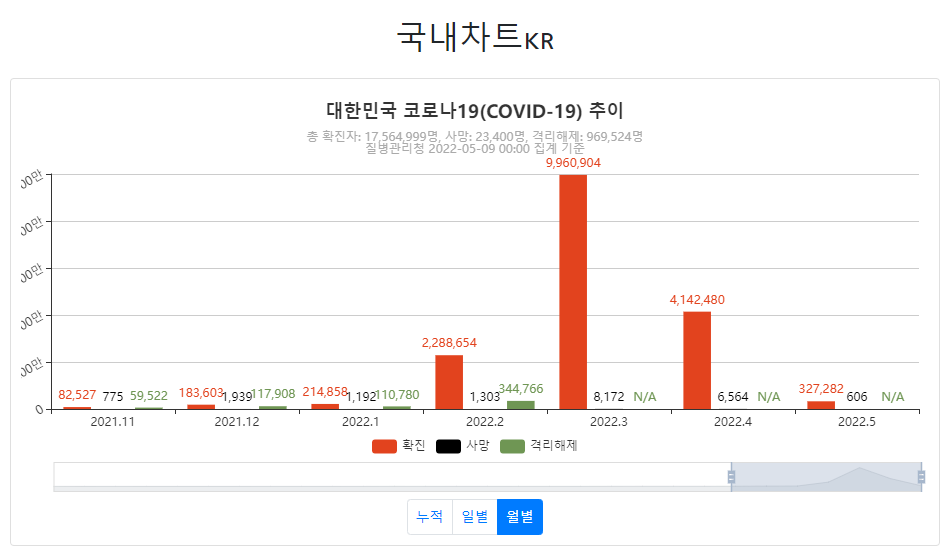 국내차트KR
대한민국 코로나19(COVID-19) 추이
총 확진자: 17,564,999명, 사망: 23,400명, 격리해제: 969,524명
질병관리청 2022-05-09 00:00 집계 기준
9,960,904
4,142,480
2,288,654
82,527 775 59,522 183,603 1,939 117,908 214,858 1,192 110,780 1,303 344,766 8,172 N/A 6,564 N/A 327,282 606 N/A
0
2021.11 2021.12 2022.1 2022.2 2022.3 2022.4 2022.5
확진 사망 격리해제
누적 일별 월별